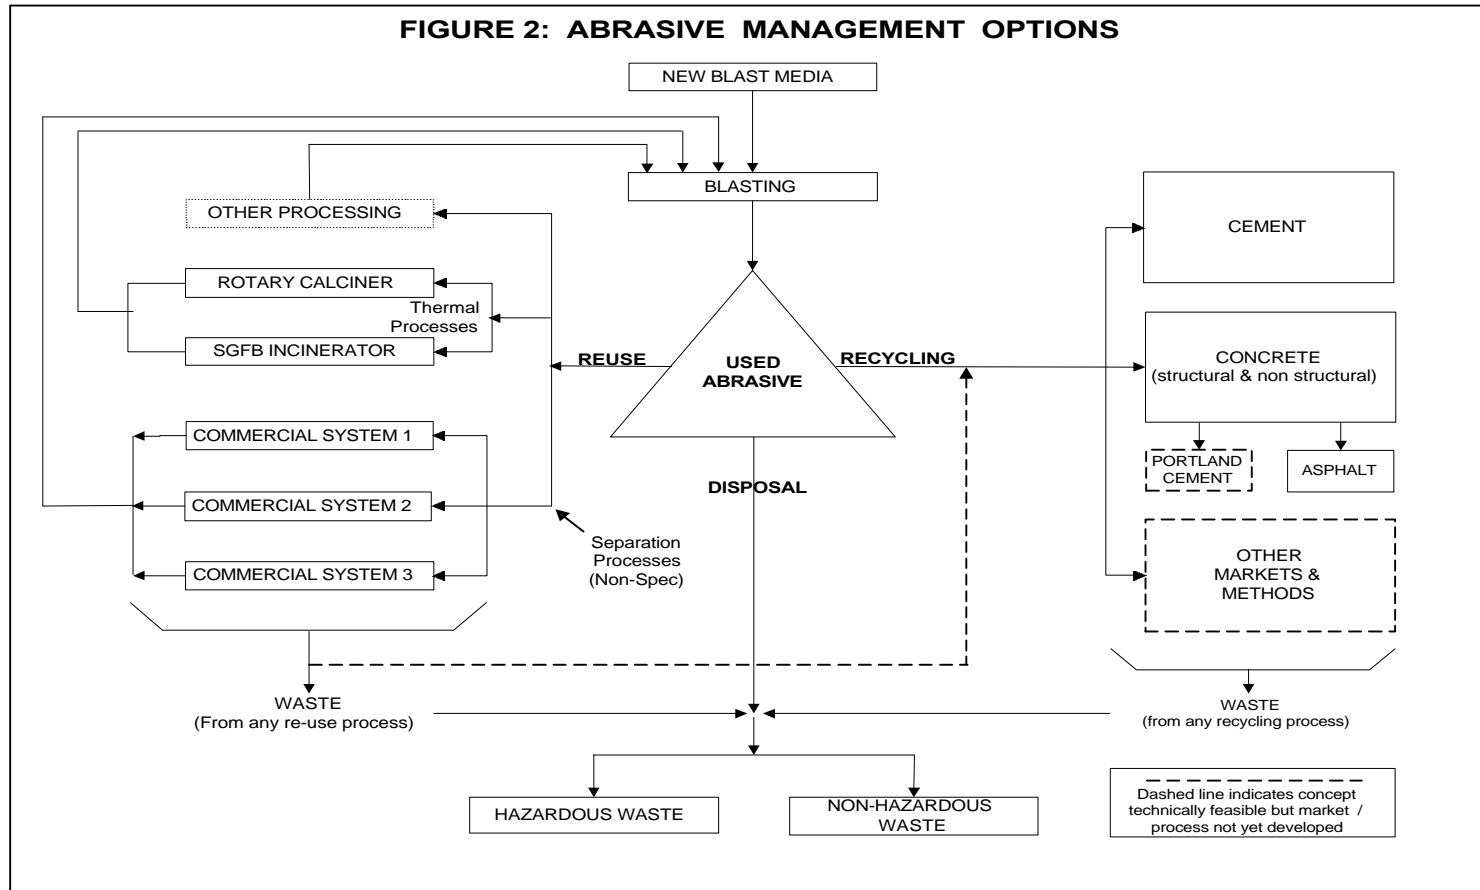 FIGURE 2: ABRASIVE MANAGEMENT OPTIONS
NEW BLAST MEDIA
BLASTING
OTHER PROCESSING
ROTARY CALCINER
Thermal
Processes
SGFB INCINERATOR
REUSE
USED
ABRASIVE
RECYCLING
CEMENT
CONCRETE
(structural & non structural)
PORTLAND
CEMENT
ASPHALT
COMMERCIAL SYSTEM 1
COMMERCIAL SYSTEM 2
COMMERCIAL SYSTEM 3
DISPOSAL
Separation
Processes
(Non-Spec)
OTHER
MARKETS &
METHODS
WASTE
(From any re-use process)
WASTE
(from any recycling process)
HAZARDOUS WASTE
NON-HAZARDOUS
WASTE
Dashed line indicates concept
technically feasible but market /
process not yet developed